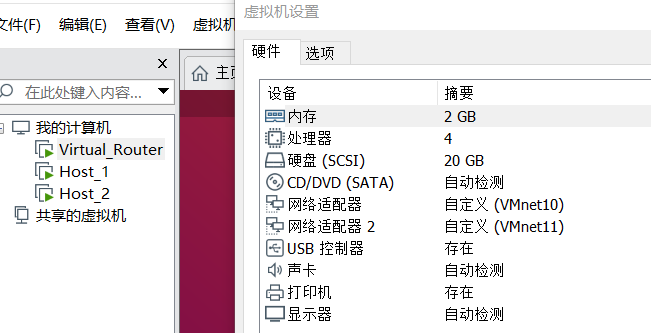 文件(F) 编辑(E) 查看(V) 虚拟机
虚拟机设置
硬件 选项
主页
在此处键入内容...
我的计算机
Virtual_Router
Host_1
Host_2
共享的虚拟机
设备 摘要
内存 2 GB
处理器 4
硬盘 (SCSI) 20 GB
CD/DVD (SATA) 自动检测
网络适配器 自定义 (VMnet10)
网络适配器 2 自定义 (VMnet11)
USB 控制器 存在
声卡 自动检测
打印机 存在
显示器 自动检测